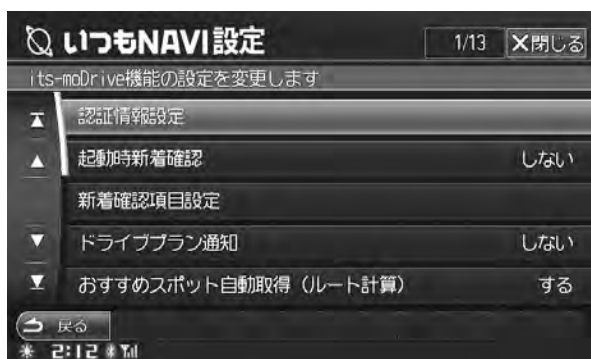 いつもNAVI設定
1/13
×閉じる
its-moDrive機能の設定を変更します
認証情報設定
起動時新着確認 しない
新着確認項目設定
ドライブプラン通知 しない
おすすめスポット自動取得(ルート計算) する
戻る
2:12